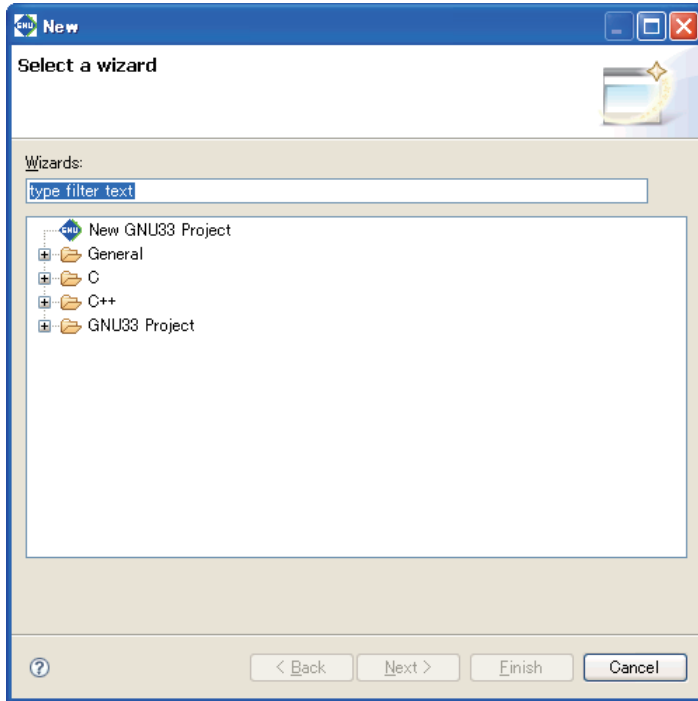 New
Select a wizard
Wizards:
type filter text
New GNU33 Project
General
C
C++
GNU33 Project
< Back Next > Finish Cancel